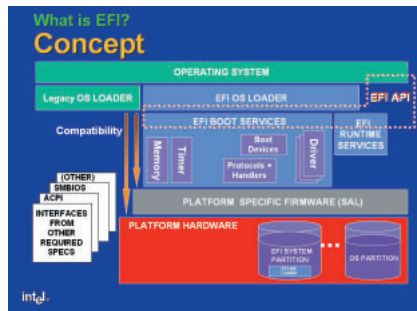 What is EFI?
Concept
OPERATING SYSTEM
Legacy OS LOADER
EFI OS LOADER
EFI API
Compatibility
EFI BOOT SERVICES
EFI
RUNTIME
SERVICES
Memory
Timer
Boot
Devices
Protocols +
Handlers
Driver
(OTHER)
SMBIOS
ACPI
INTERFACES
FROM
OTHER
REQUIRED
SPECS
PLATFORM SPECIFIC FIRMWARE (SAL)
PLATFORM HARDWARE
EFI SYSTEM
PARTITION
OS PARTITION
intel